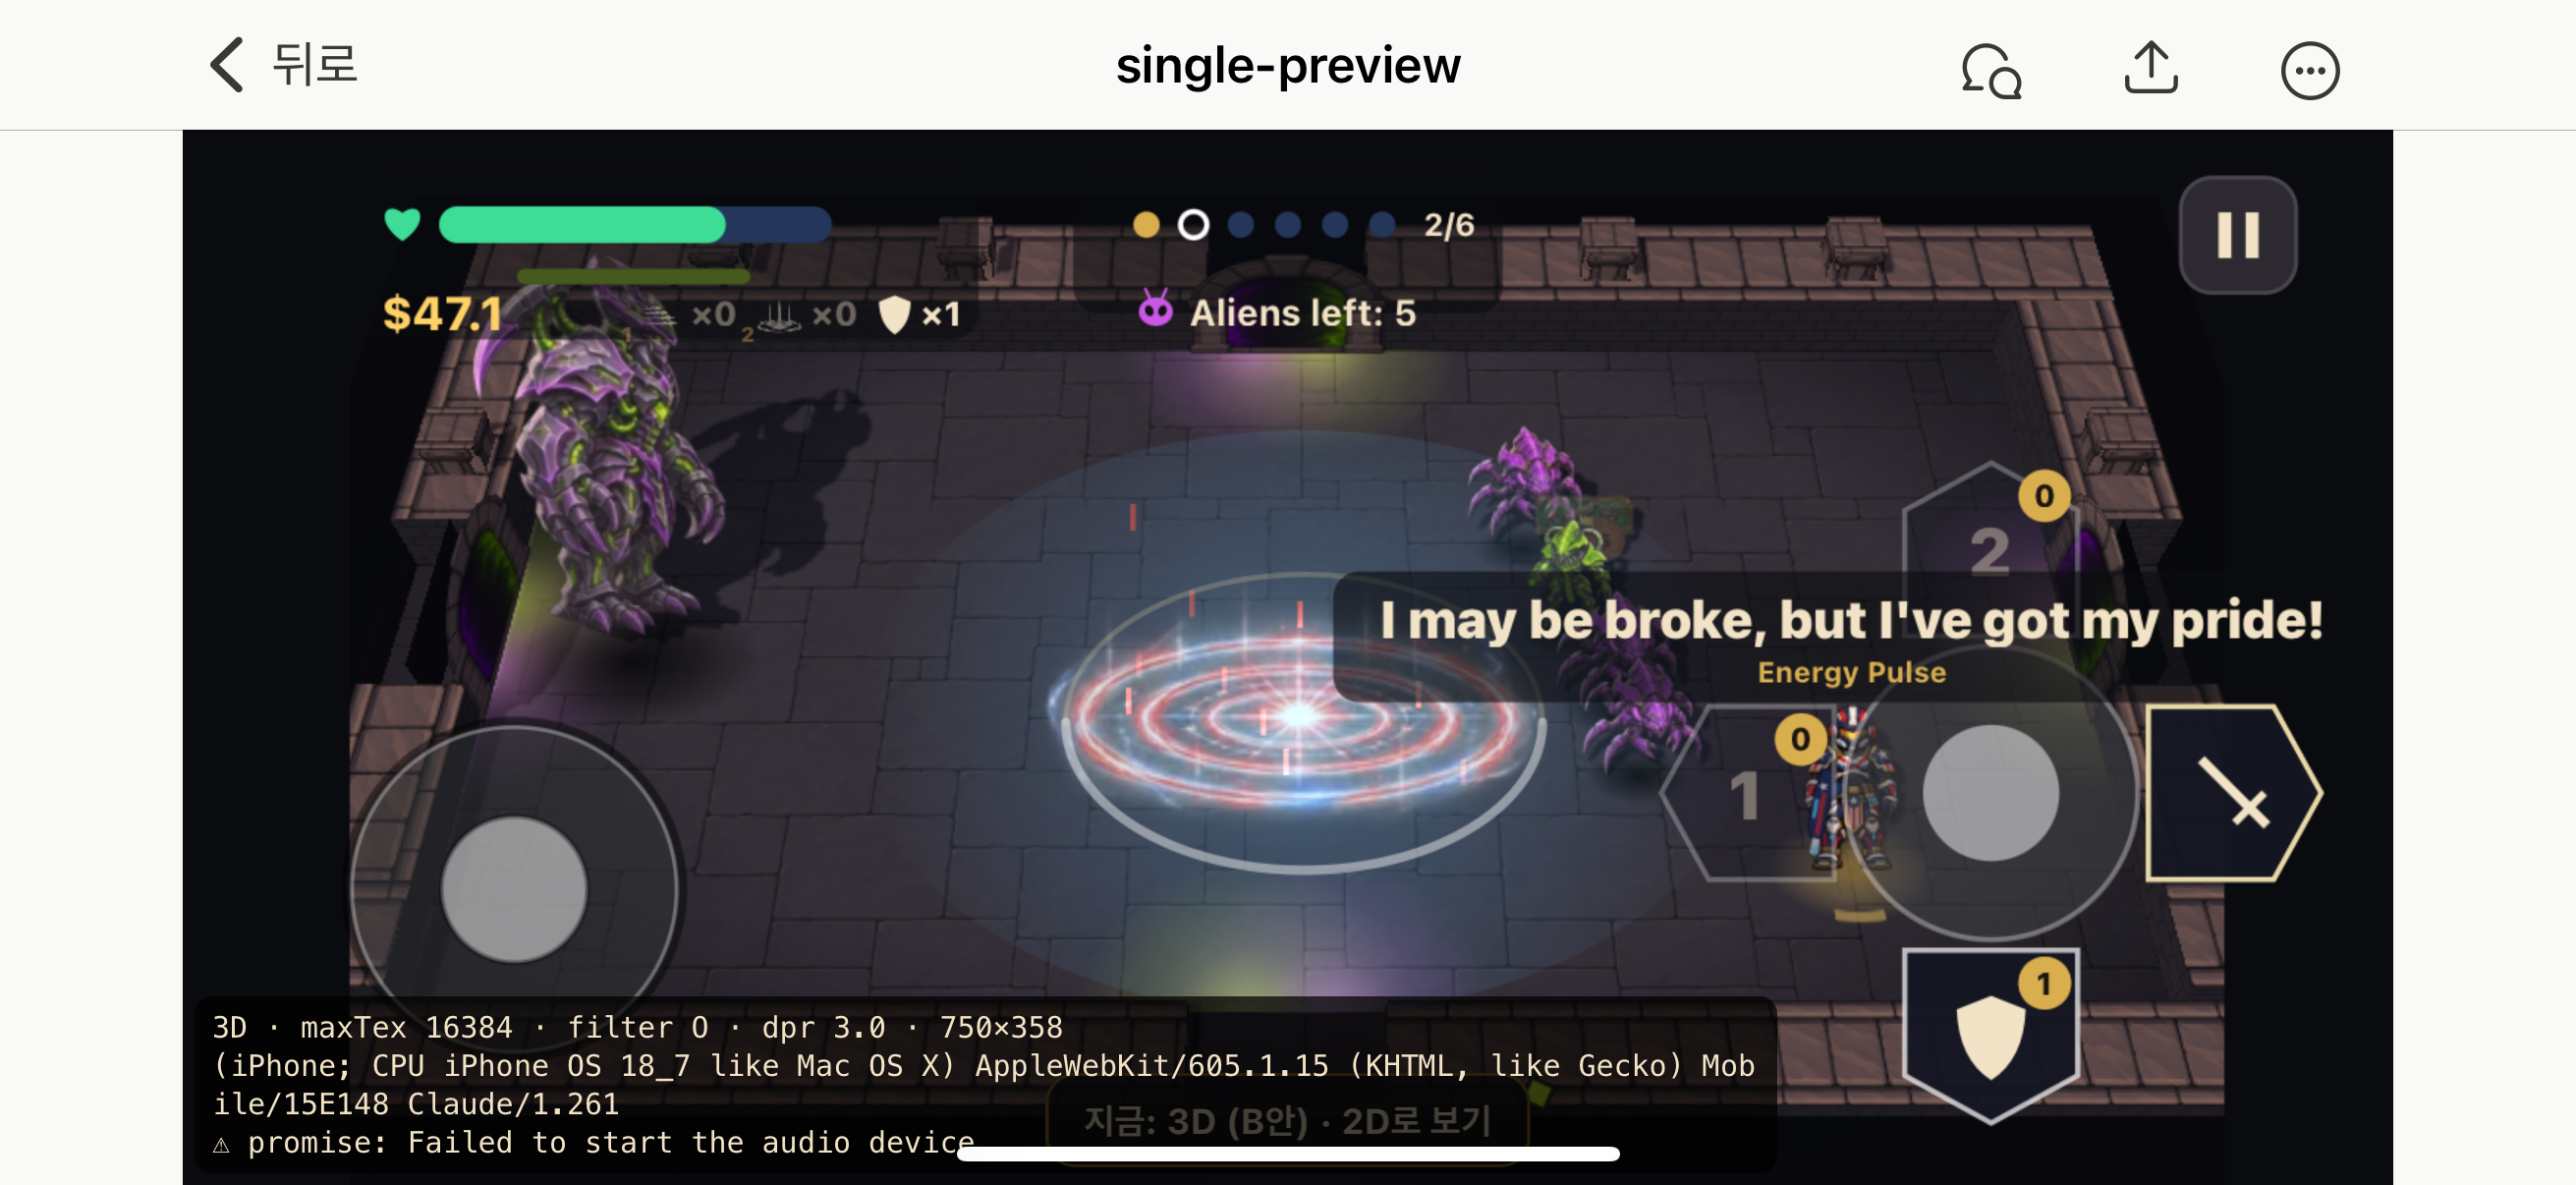 뒤로
single-preview
2/6
$47.1
×0
×0
×1
1
2
Aliens left: 5
0
2
I may be broke, but I've got my pride!
Energy Pulse
0
1
1
3D · maxTex 16384 · filter O · dpr 3.0 · 750×358
(iPhone; CPU iPhone OS 18_7 like Mac OS X) AppleWebKit/605.1.15 (KHTML, like Gecko) Mob
ile/15E148 Claude/1.261
⚠ promise: Failed to start the audio device
지금: 3D (B안) · 2D로 보기